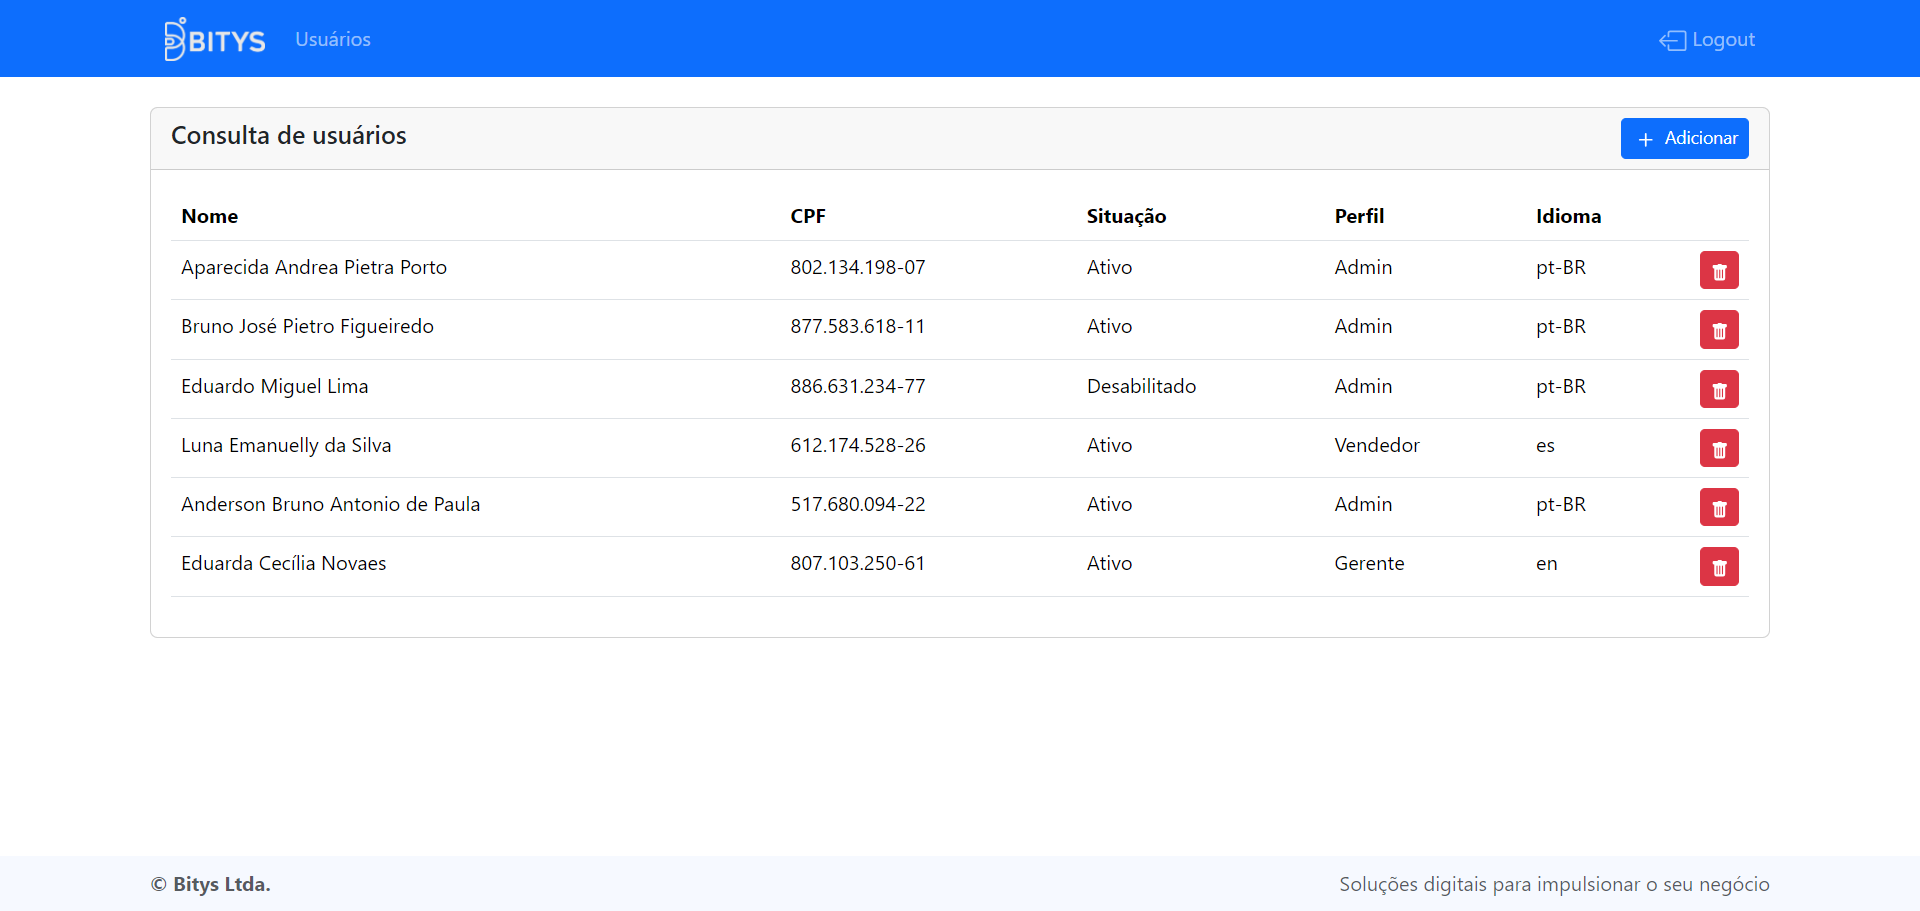 BITYS Usuários Logout
Consulta de usuários Adicionar
Nome CPF Situação Perfil Idioma
Aparecida Andrea Pietra Porto 802.134.198-07 Ativo Admin pt-BR
Bruno José Pietro Figueiredo 877.583.618-11 Ativo Admin pt-BR
Eduardo Miguel Lima 886.631.234-77 Desabilitado Admin pt-BR
Luna Emanuelly da Silva 612.174.528-26 Ativo Vendedor es
Anderson Bruno Antonio de Paula 517.680.094-22 Ativo Admin pt-BR
Eduarda Cecília Novaes 807.103.250-61 Ativo Gerente en
© Bitys Ltda. Soluções digitais para impulsionar o seu negócio